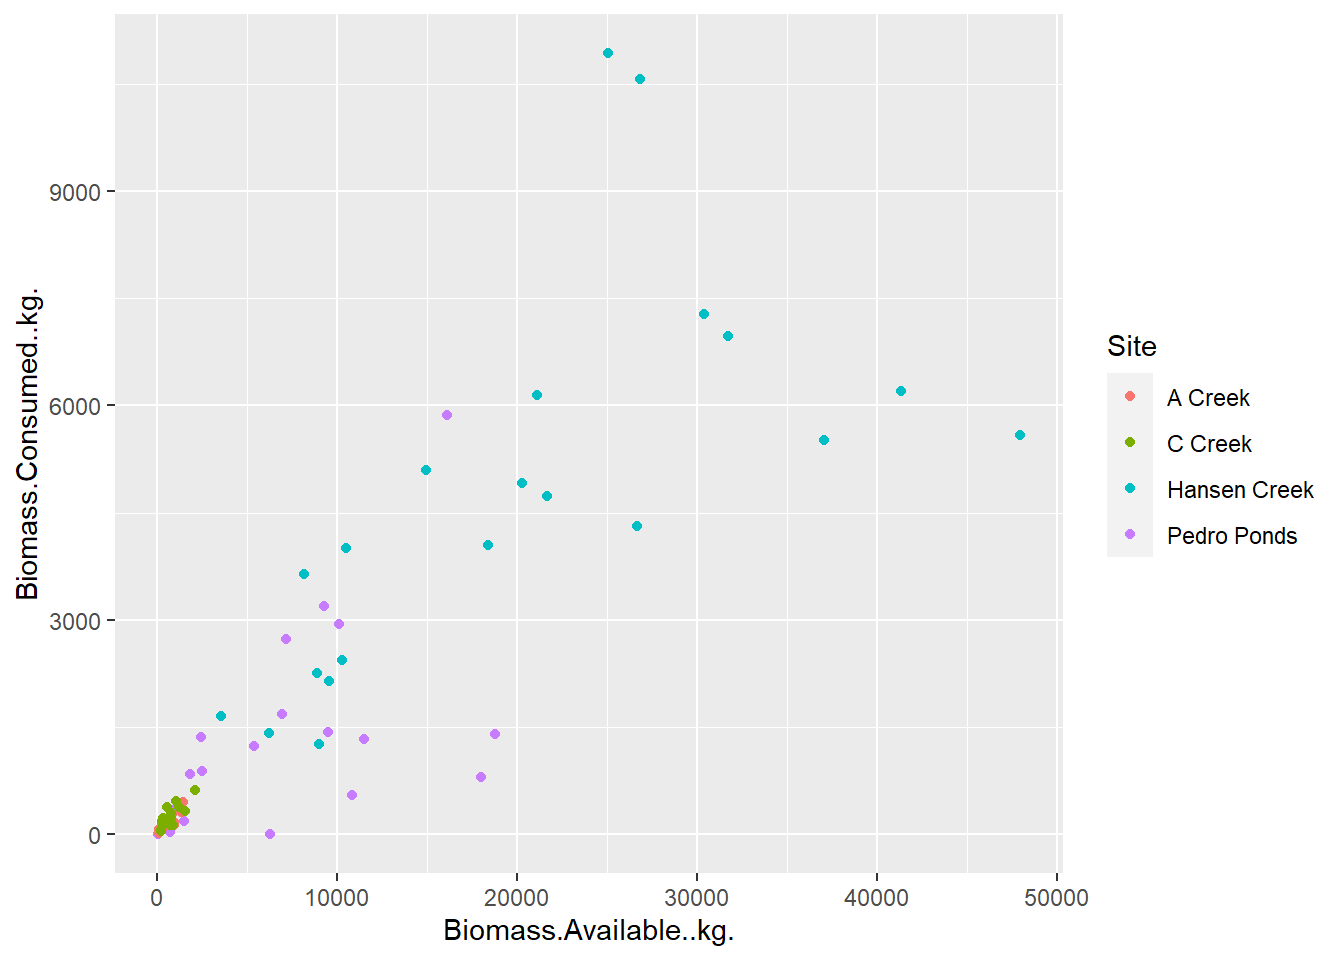 Biomass.Consumed..kg.
9000
6000
3000
0
0 10000 20000 30000 40000 50000
Biomass.Available..kg.
Site
A Creek
C Creek
Hansen Creek
Pedro Ponds